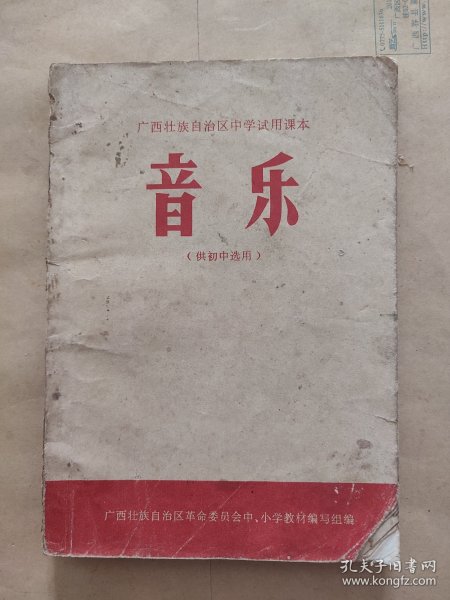 广西壮族自治区中学试用课本
音乐
（供初中选用）
广西壮族自治区革命委员会中、小学教材编写组编
孔夫子旧书网
www.kongfz.com